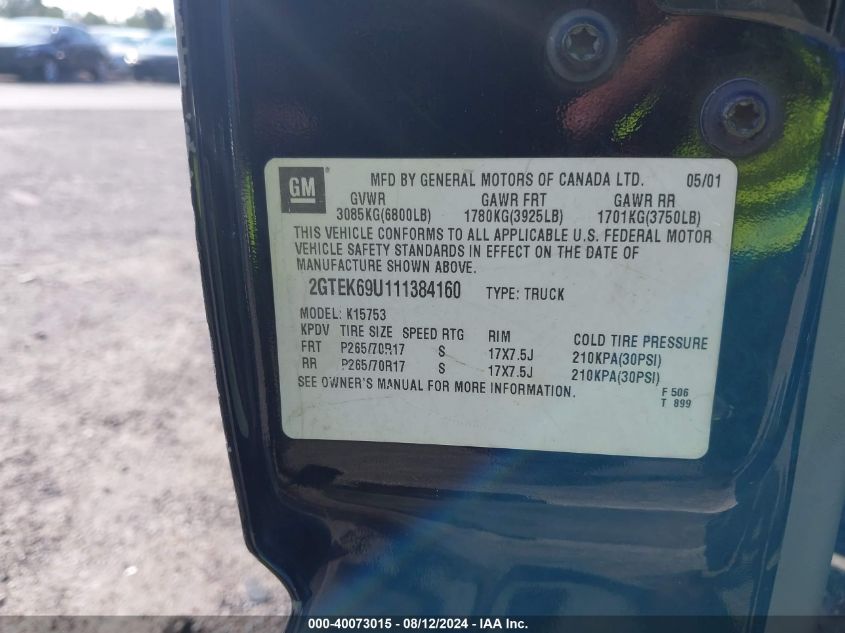 GM MFD BY GENERAL MOTORS OF CANADA LTD. 05/01
GVWR GAWR FRT GAWR RR
3085KG(6800LB) 1780KG(3925LB) 1701KG(3750LB)
THIS VEHICLE CONFORMS TO ALL APPLICABLE U.S. FEDERAL MOTOR
VEHICLE SAFETY STANDARDS IN EFFECT ON THE DATE OF
MANUFACTURE SHOWN ABOVE.
2GTEK69U111384160 TYPE: TRUCK
MODEL: K15753
KPDV TIRE SIZE SPEED RTG RIM COLD TIRE PRESSURE
FRT P265/70R17 S 17X7.5J 210KPA(30PSI)
RR P265/70R17 S 17X7.5J 210KPA(30PSI)
SEE OWNER'S MANUAL FOR MORE INFORMATION.
F 506
T 899
000-40073015 - 08/12/2024 - IAAI - Copart, Inc.